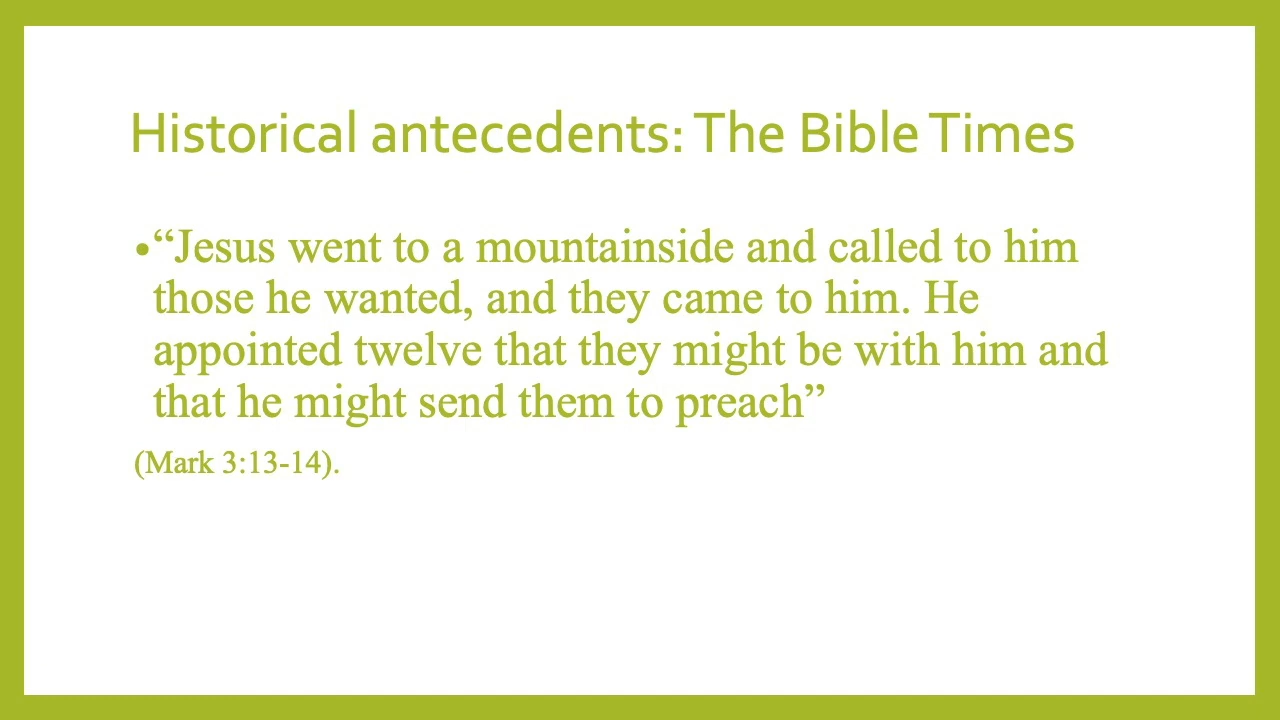 Historical antecedents: The Bible Times
•“Jesus went to a mountainside and called to him
those he wanted, and they came to him. He
appointed twelve that they might be with him and
that he might send them to preach”
(Mark 3:13-14).